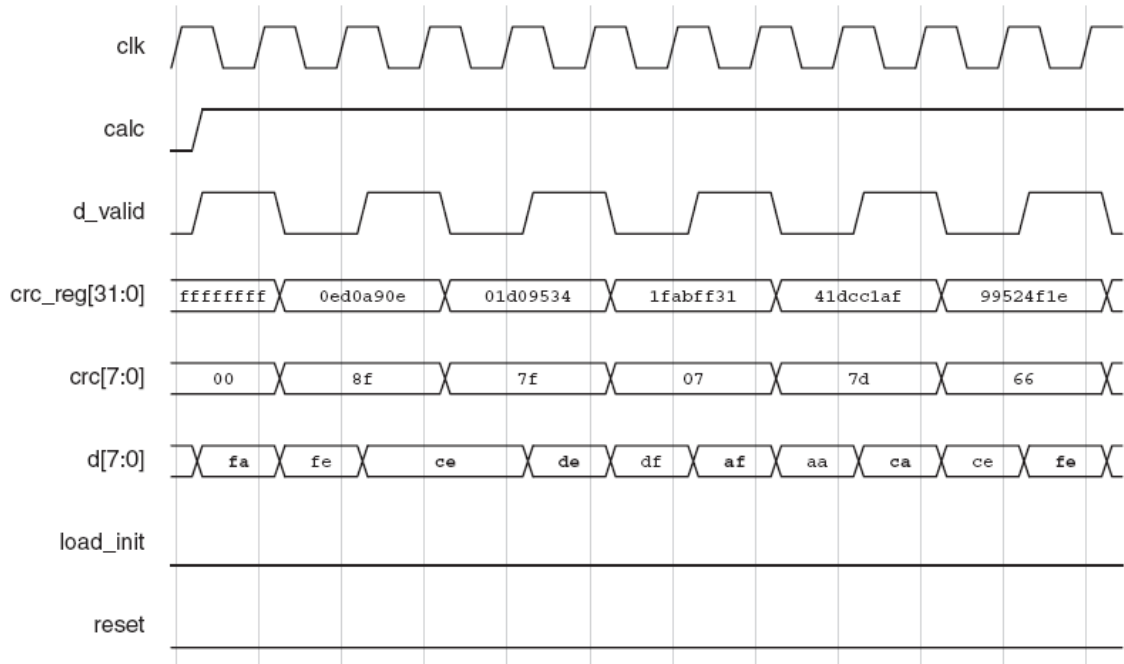 clk
calc
d_valid
crc_reg[31:0] ffffffff 0ed0a90e 01d09534 1fabff31 41dcc1af 99524f1e
crc[7:0] 00 8f 7f 07 7d 66
d[7:0] fa fe ce de df af aa ca ce fe
load_init
reset